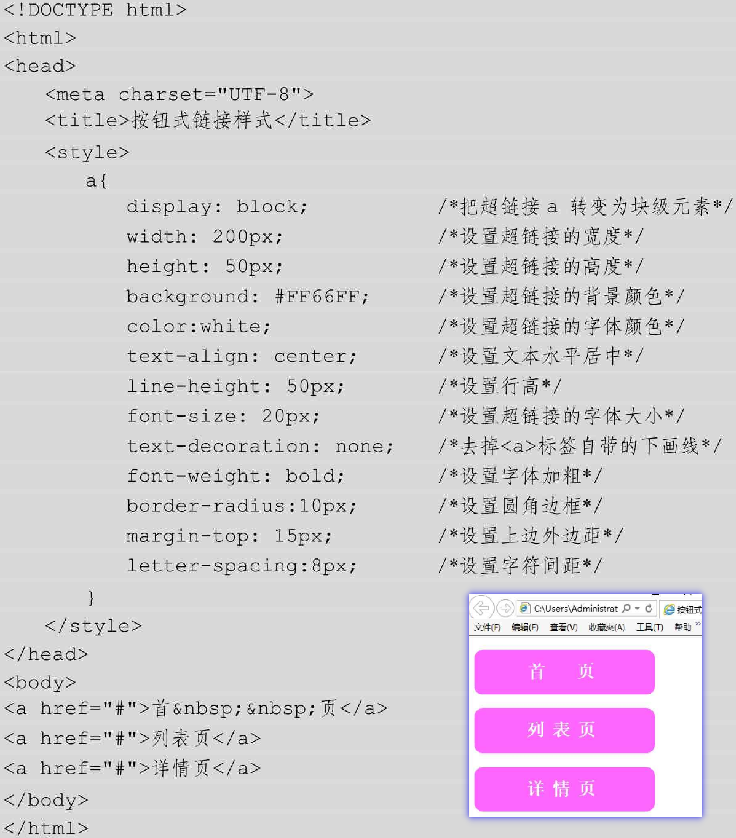 <!DOCTYPE html>
<html>
<head>
<meta charset="UTF-8">
<title>按钮式链接样式</title>
<style>
a{
display: block; /*把超链接a 转变为块级元素*/
width: 200px; /*设置超链接的宽度*/
height: 50px; /*设置超链接的高度*/
background: #FF66FF; /*设置超链接的背景颜色*/
color:white; /*设置超链接的字体颜色*/
text-align: center; /*设置文本水平居中*/
line-height: 50px; /*设置行高*/
font-size: 20px; /*设置超链接的字体大小*/
text-decoration: none; /*去掉<a>标签自带的下画线*/
font-weight: bold; /*设置字体加粗*/
border-radius:10px; /*设置圆角边框*/
margin-top: 15px; /*设置上边外边距*/
letter-spacing:8px; /*设置字符间距*/
}
</style>
</head>
<body>
<a href="#">首&nbsp;&nbsp;页</a>
<a href="#">列表页</a>
<a href="#">详情页</a>
</body>
</html>
C:\Users\Administrat 按钮式
文件(F) 编辑(E) 查看(V) 收藏夹(A) 工具(T) 帮助 »
首 页
列表页
详情页